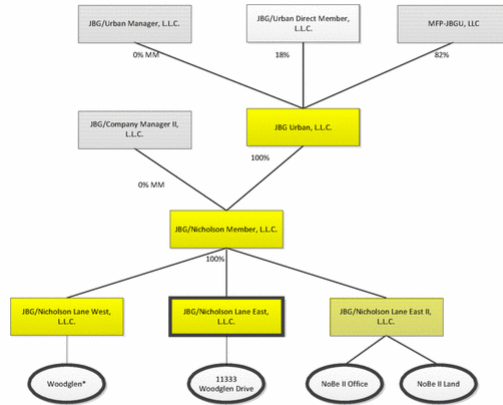 JBG/Urban Manager, L.L.C.
JBG/Urban Direct Member,
L.L.C.
MFP-JBGU, LLC
0% MM
18%
82%
JBG/Company Manager II,
L.L.C.
JBG Urban, L.L.C.
100%
0% MM
JBG/Nicholson Member, L.L.C.
100%
JBG/Nicholson Lane West,
L.L.C.
JBG/Nicholson Lane East,
L.L.C.
JBG/Nicholson Lane East II,
L.L.C.
Woodglen*
11333
Woodglen Drive
NoBe II Office
NoBe II Land